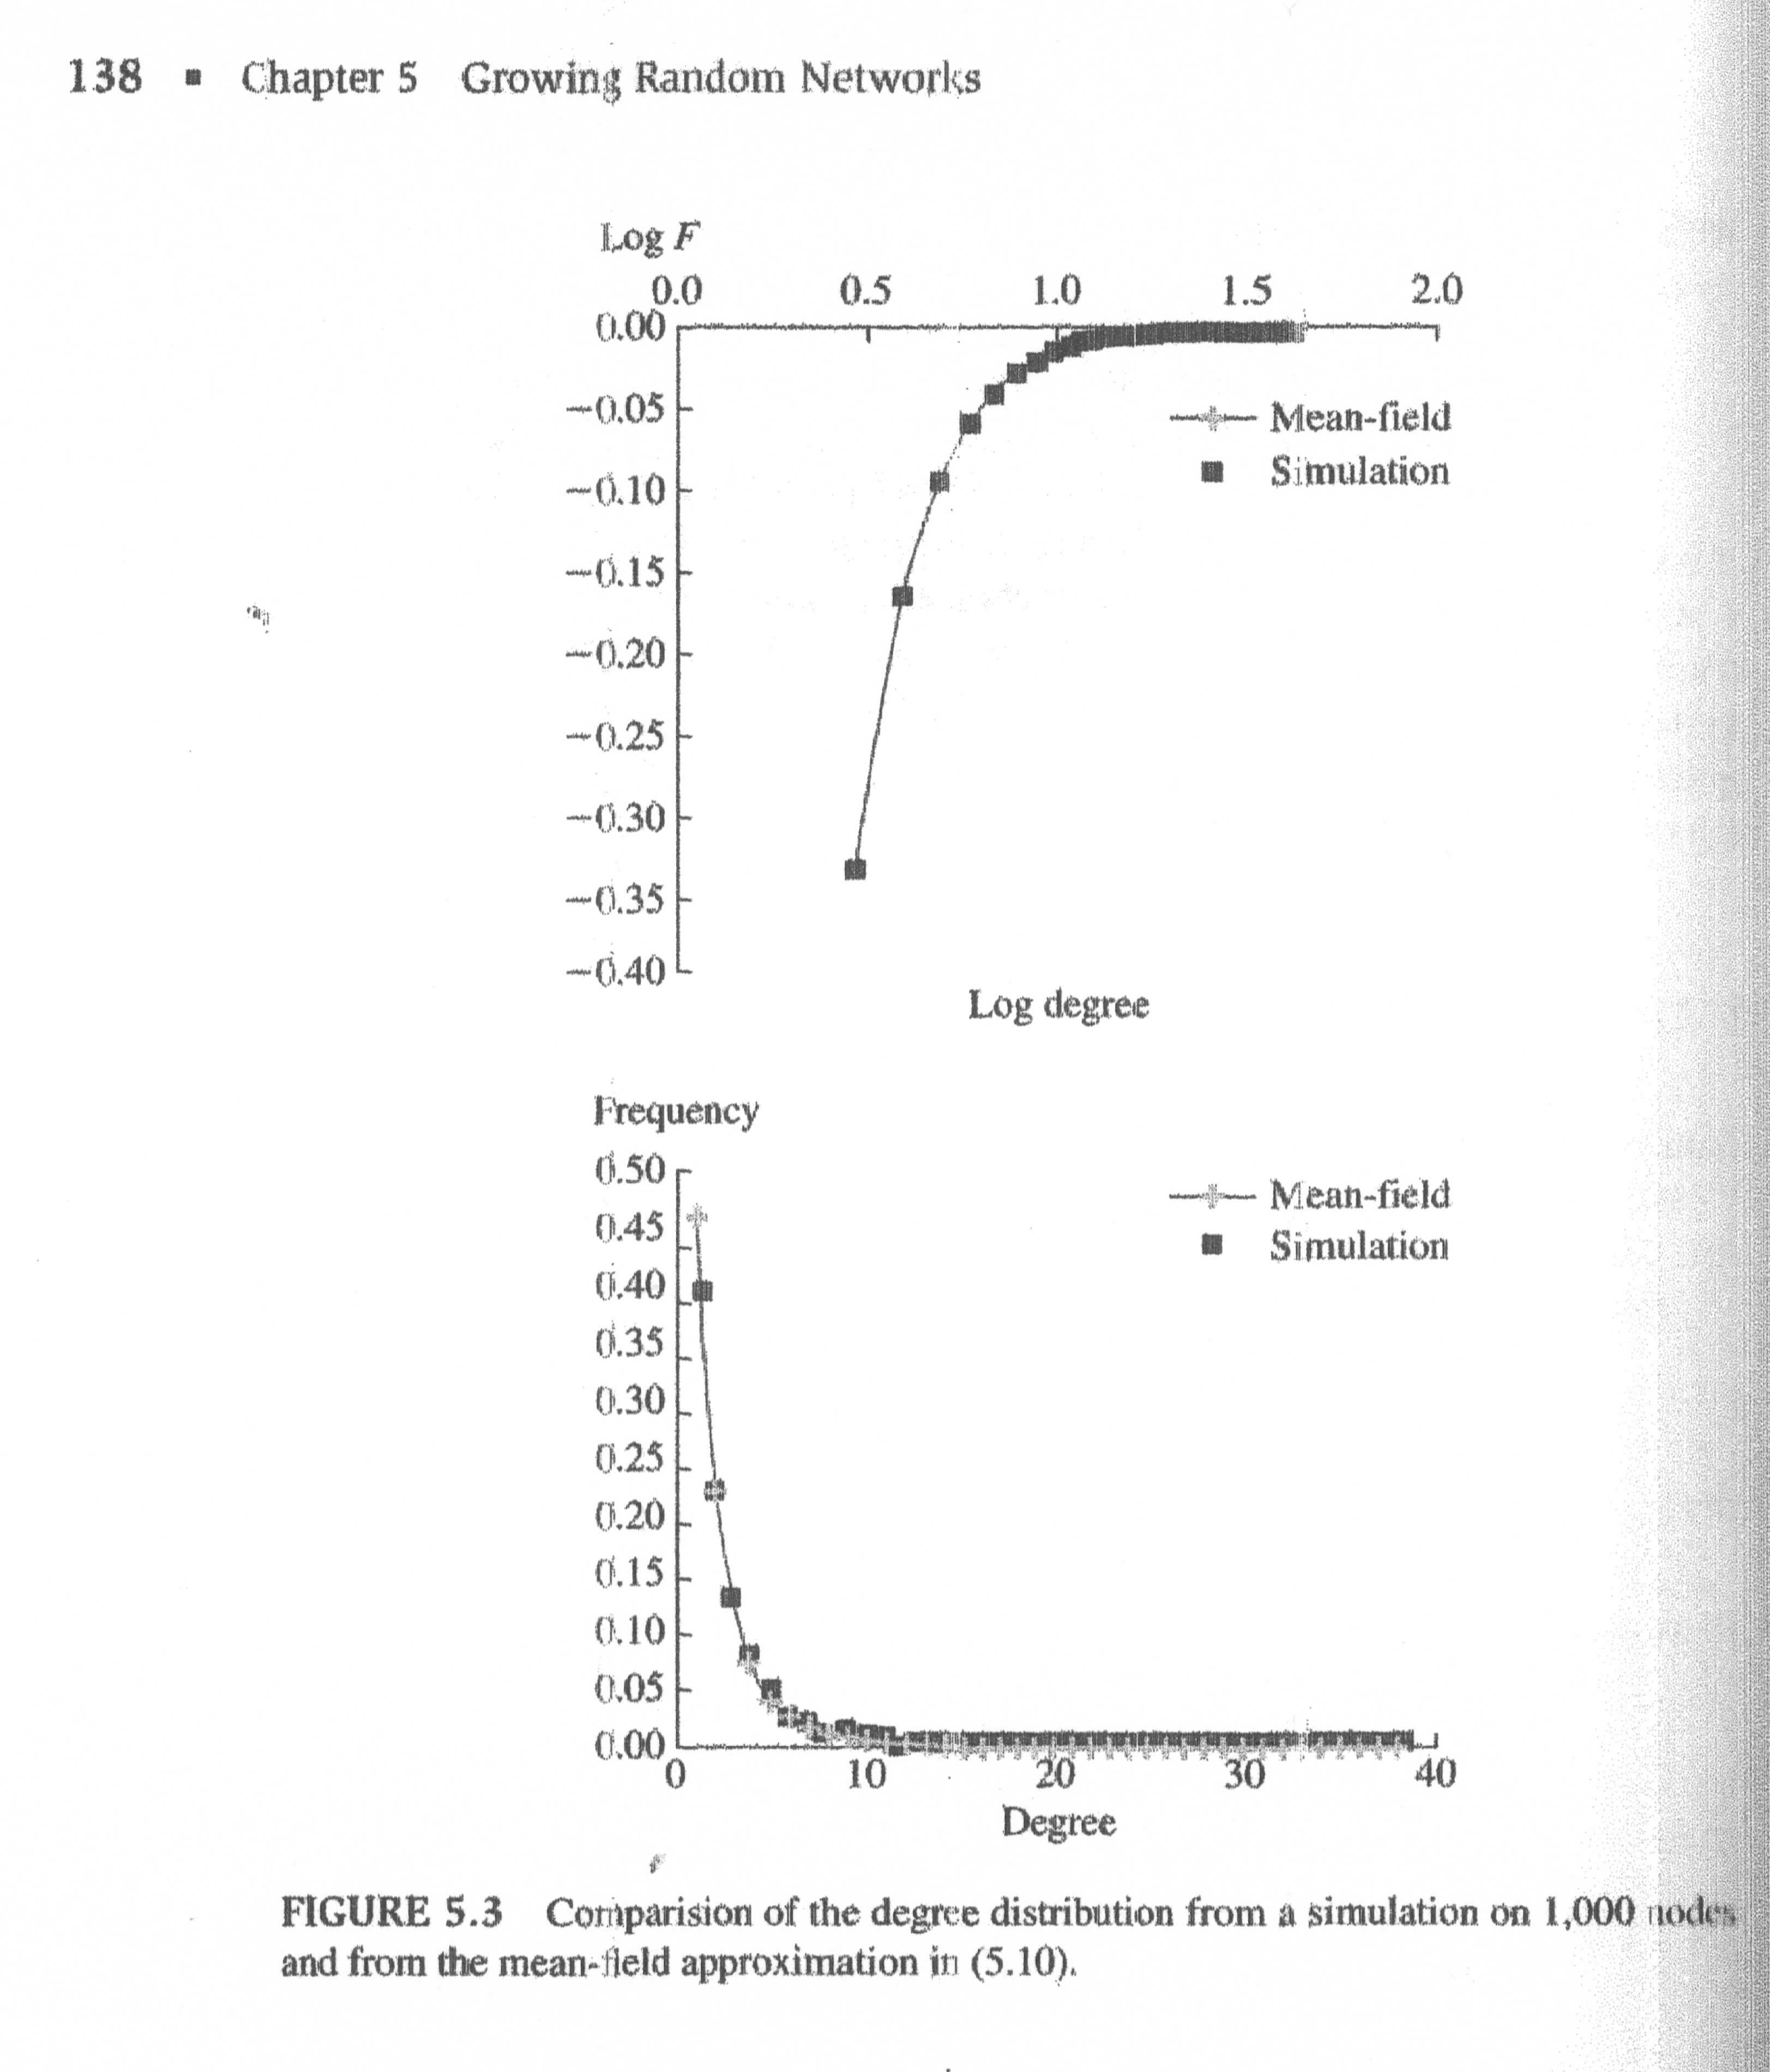 138 ▪ Chapter 5 Growing Random Networks
Log F
0.0 0.5 1.0 1.5 2.0
0.00
−0.05
−0.10
−0.15
−0.20
−0.25
−0.30
−0.35
−0.40
Mean-field
Simulation
Log degree
Frequency
0.50
0.45
0.40
0.35
0.30
0.25
0.20
0.15
0.10
0.05
0.00
Mean-field
Simulation
0 10 20 30 40
Degree
FIGURE 5.3 Comparision of the degree distribution from a simulation on 1,000 nodes
and from the mean-field approximation in (5.10).